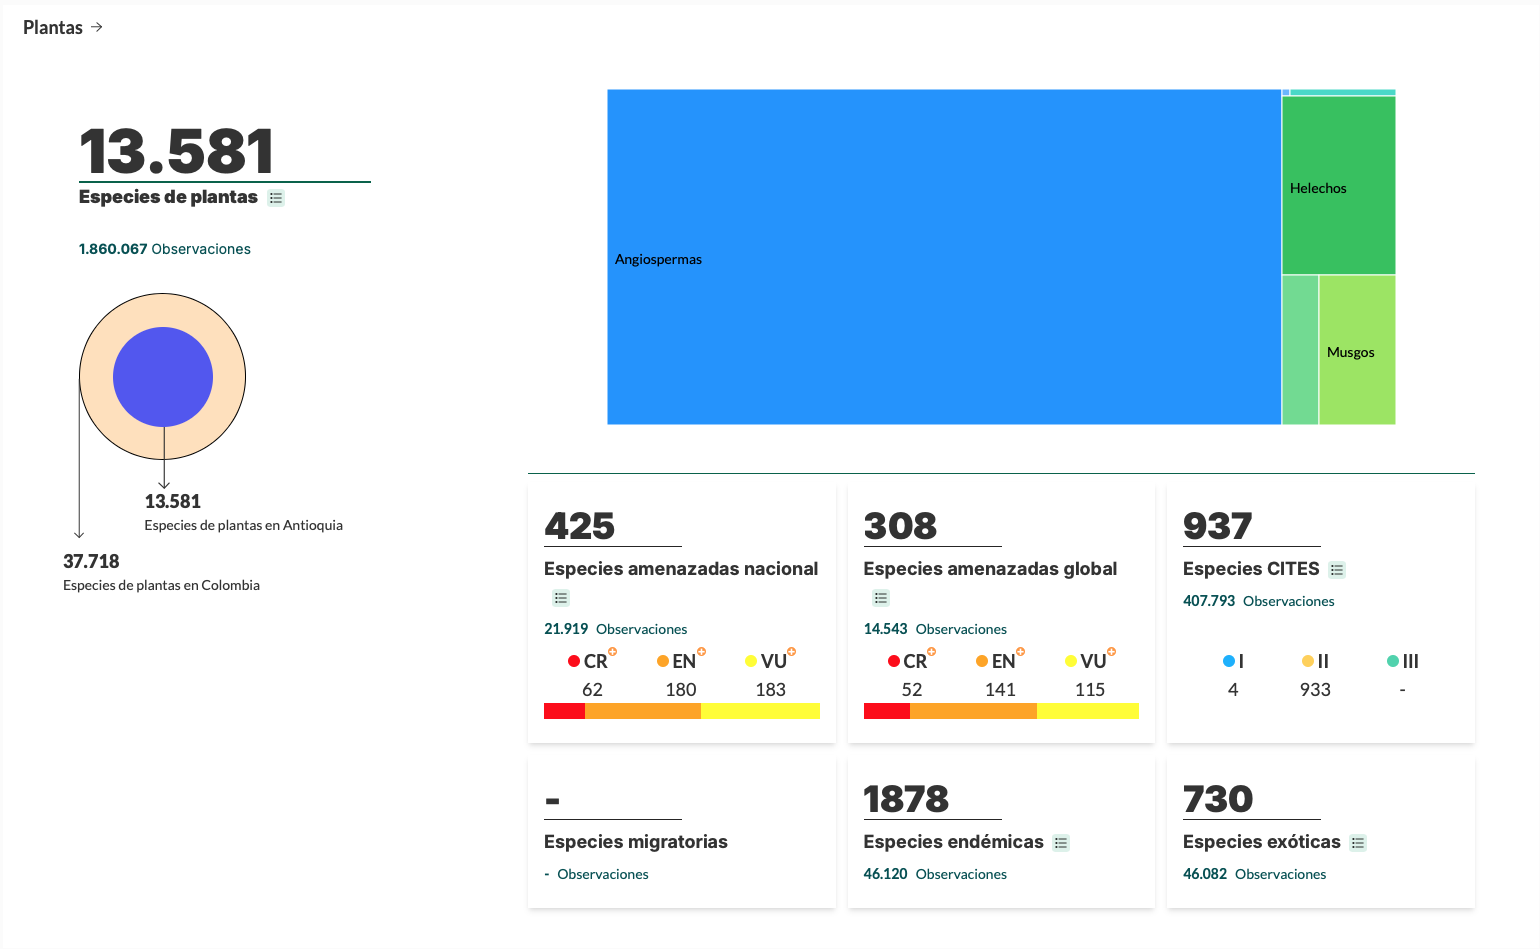 Plantas →
13.581
Especies de plantas
1.860.067 Observaciones
13.581
Especies de plantas en Antioquia
37.718
Especies de plantas en Colombia
Angiospermas
Helechos
Musgos
425
Especies amenazadas nacional
21.919 Observaciones
CR EN VU
62 180 183
308
Especies amenazadas global
14.543 Observaciones
CR EN VU
52 141 115
937
Especies CITES
407.793 Observaciones
I II III
4 933 -
-
Especies migratorias
- Observaciones
1878
Especies endémicas
46.120 Observaciones
730
Especies exóticas
46.082 Observaciones